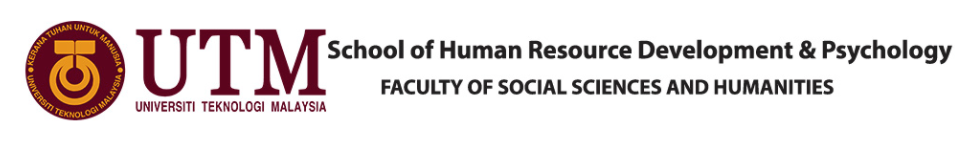 KERANA TUHAN UNTUK MANUSIA
UNIVERSITI TEKNOLOGI MALAYSIA
UTM
UNIVERSITI TEKNOLOGI MALAYSIA
School of Human Resource Development & Psychology
FACULTY OF SOCIAL SCIENCES AND HUMANITIES